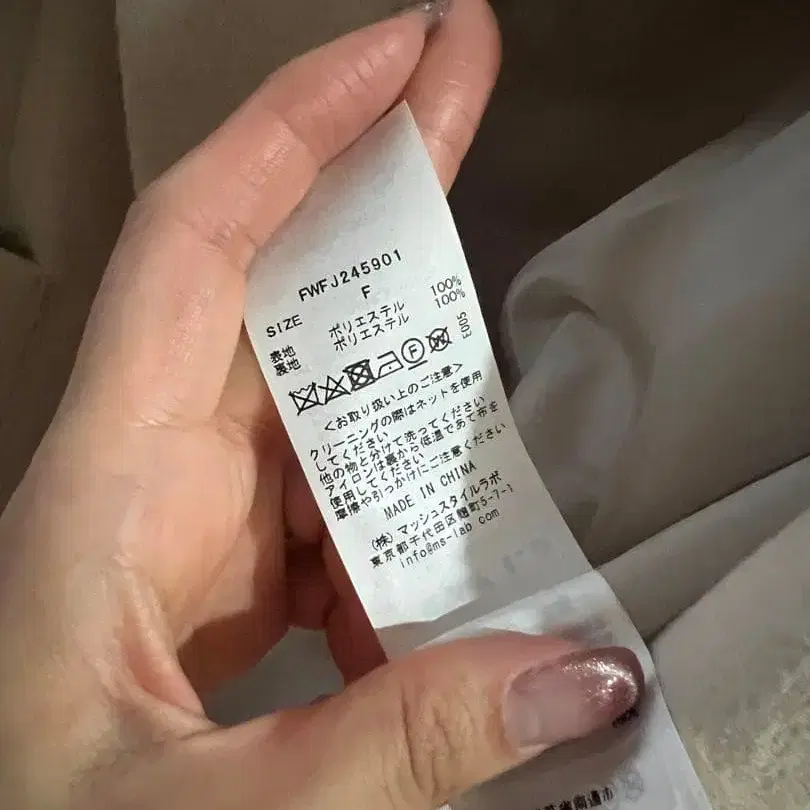 FWFJ245901
SIZE F
表地 ポリエステル 100%
裏地 ポリエステル 100%
E005
<お取り扱い上のご注意>
クリーニングの際はネットを使用
してください
他の物と分けて洗ってください
アイロンは裏から低温であて布を
使用してください
摩擦や引っかけにご注意ください
MADE IN CHINA
(株) マッシュスタイルラボ
東京都千代田区麹町5-7-1
info@ms-lab.com